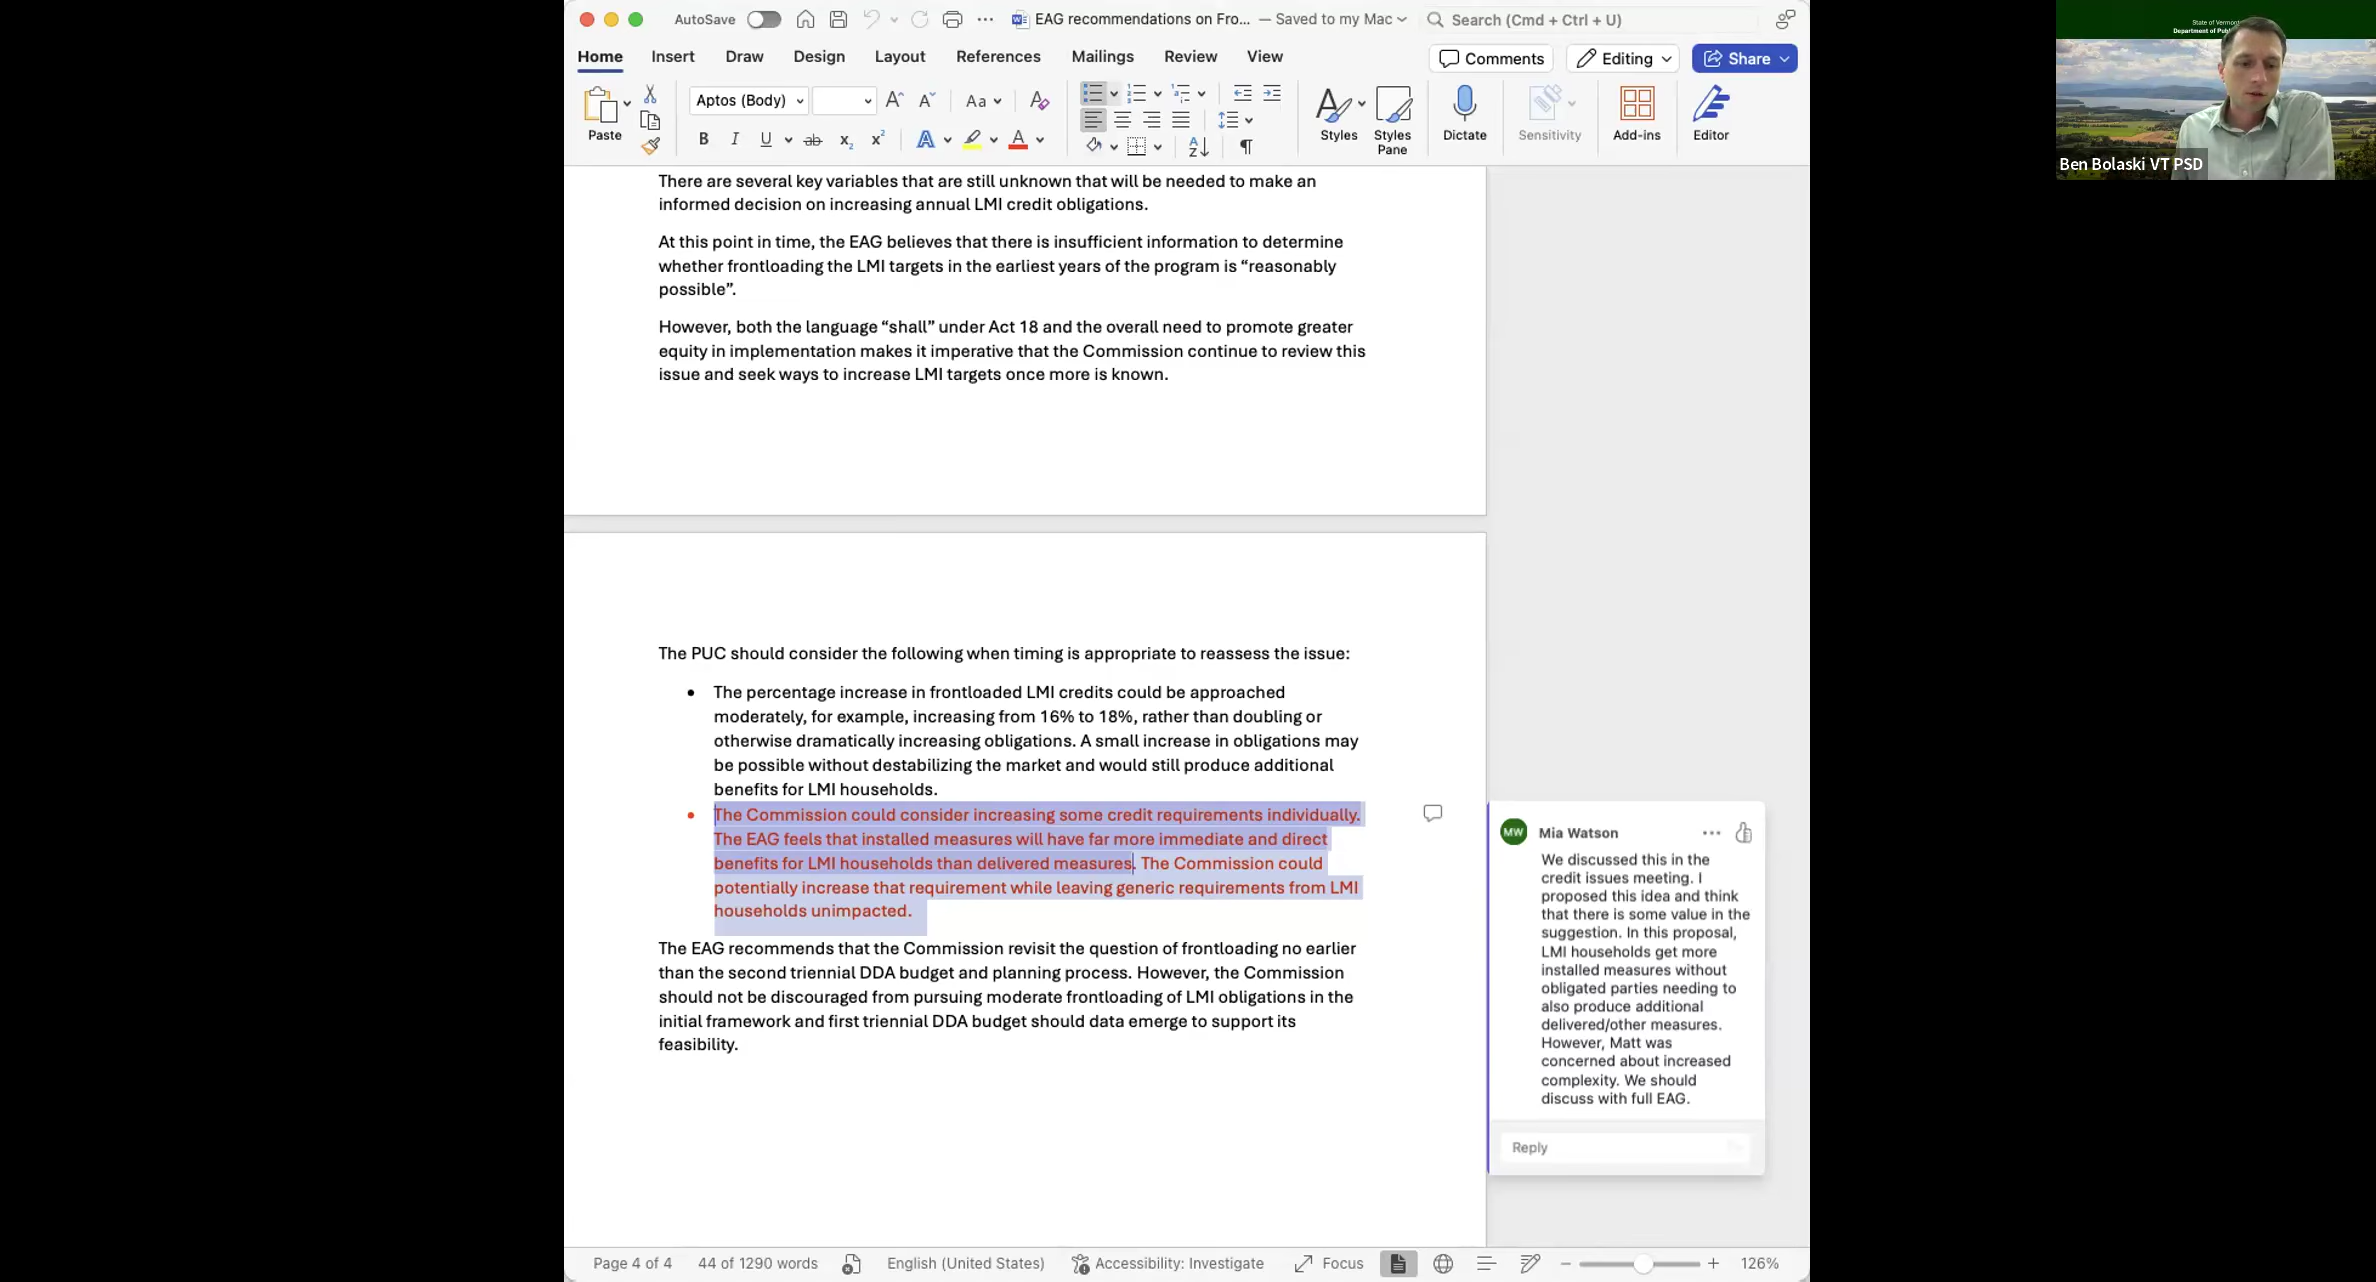 AutoSave
EAG recommendations on Fro... — Saved to my Mac
Search (Cmd + Ctrl + U)
Home Insert Draw Design Layout References Mailings Review View
Comments Editing Share
Paste
Aptos (Body)
Aa
B I U ab x₂ x²
A A
Styles
Styles Pane
Dictate
Sensitivity
Add-ins
Editor
There are several key variables that are still unknown that will be needed to make an
informed decision on increasing annual LMI credit obligations.
At this point in time, the EAG believes that there is insufficient information to determine
whether frontloading the LMI targets in the earliest years of the program is “reasonably
possible”.
However, both the language “shall” under Act 18 and the overall need to promote greater
equity in implementation makes it imperative that the Commission continue to review this
issue and seek ways to increase LMI targets once more is known.
The PUC should consider the following when timing is appropriate to reassess the issue:
• The percentage increase in frontloaded LMI credits could be approached
moderately, for example, increasing from 16% to 18%, rather than doubling or
otherwise dramatically increasing obligations. A small increase in obligations may
be possible without destabilizing the market and would still produce additional
benefits for LMI households.
• The Commission could consider increasing some credit requirements individually.
The EAG feels that installed measures will have far more immediate and direct
benefits for LMI households than delivered measures. The Commission could
potentially increase that requirement while leaving generic requirements from LMI
households unimpacted.
The EAG recommends that the Commission revisit the question of frontloading no earlier
than the second triennial DDA budget and planning process. However, the Commission
should not be discouraged from pursuing moderate frontloading of LMI obligations in the
initial framework and first triennial DDA budget should data emerge to support its
feasibility.
MW Mia Watson
We discussed this in the
credit issues meeting. I
proposed this idea and think
that there is some value in the
suggestion. In this proposal,
LMI households get more
installed measures without
obligated parties needing to
also produce additional
delivered/other measures.
However, Matt was
concerned about increased
complexity. We should
discuss with full EAG.
Reply
Page 4 of 4 44 of 1290 words English (United States) Accessibility: Investigate Focus 126%
State of Vermont
Department of
Ben Bolaski VT PSD